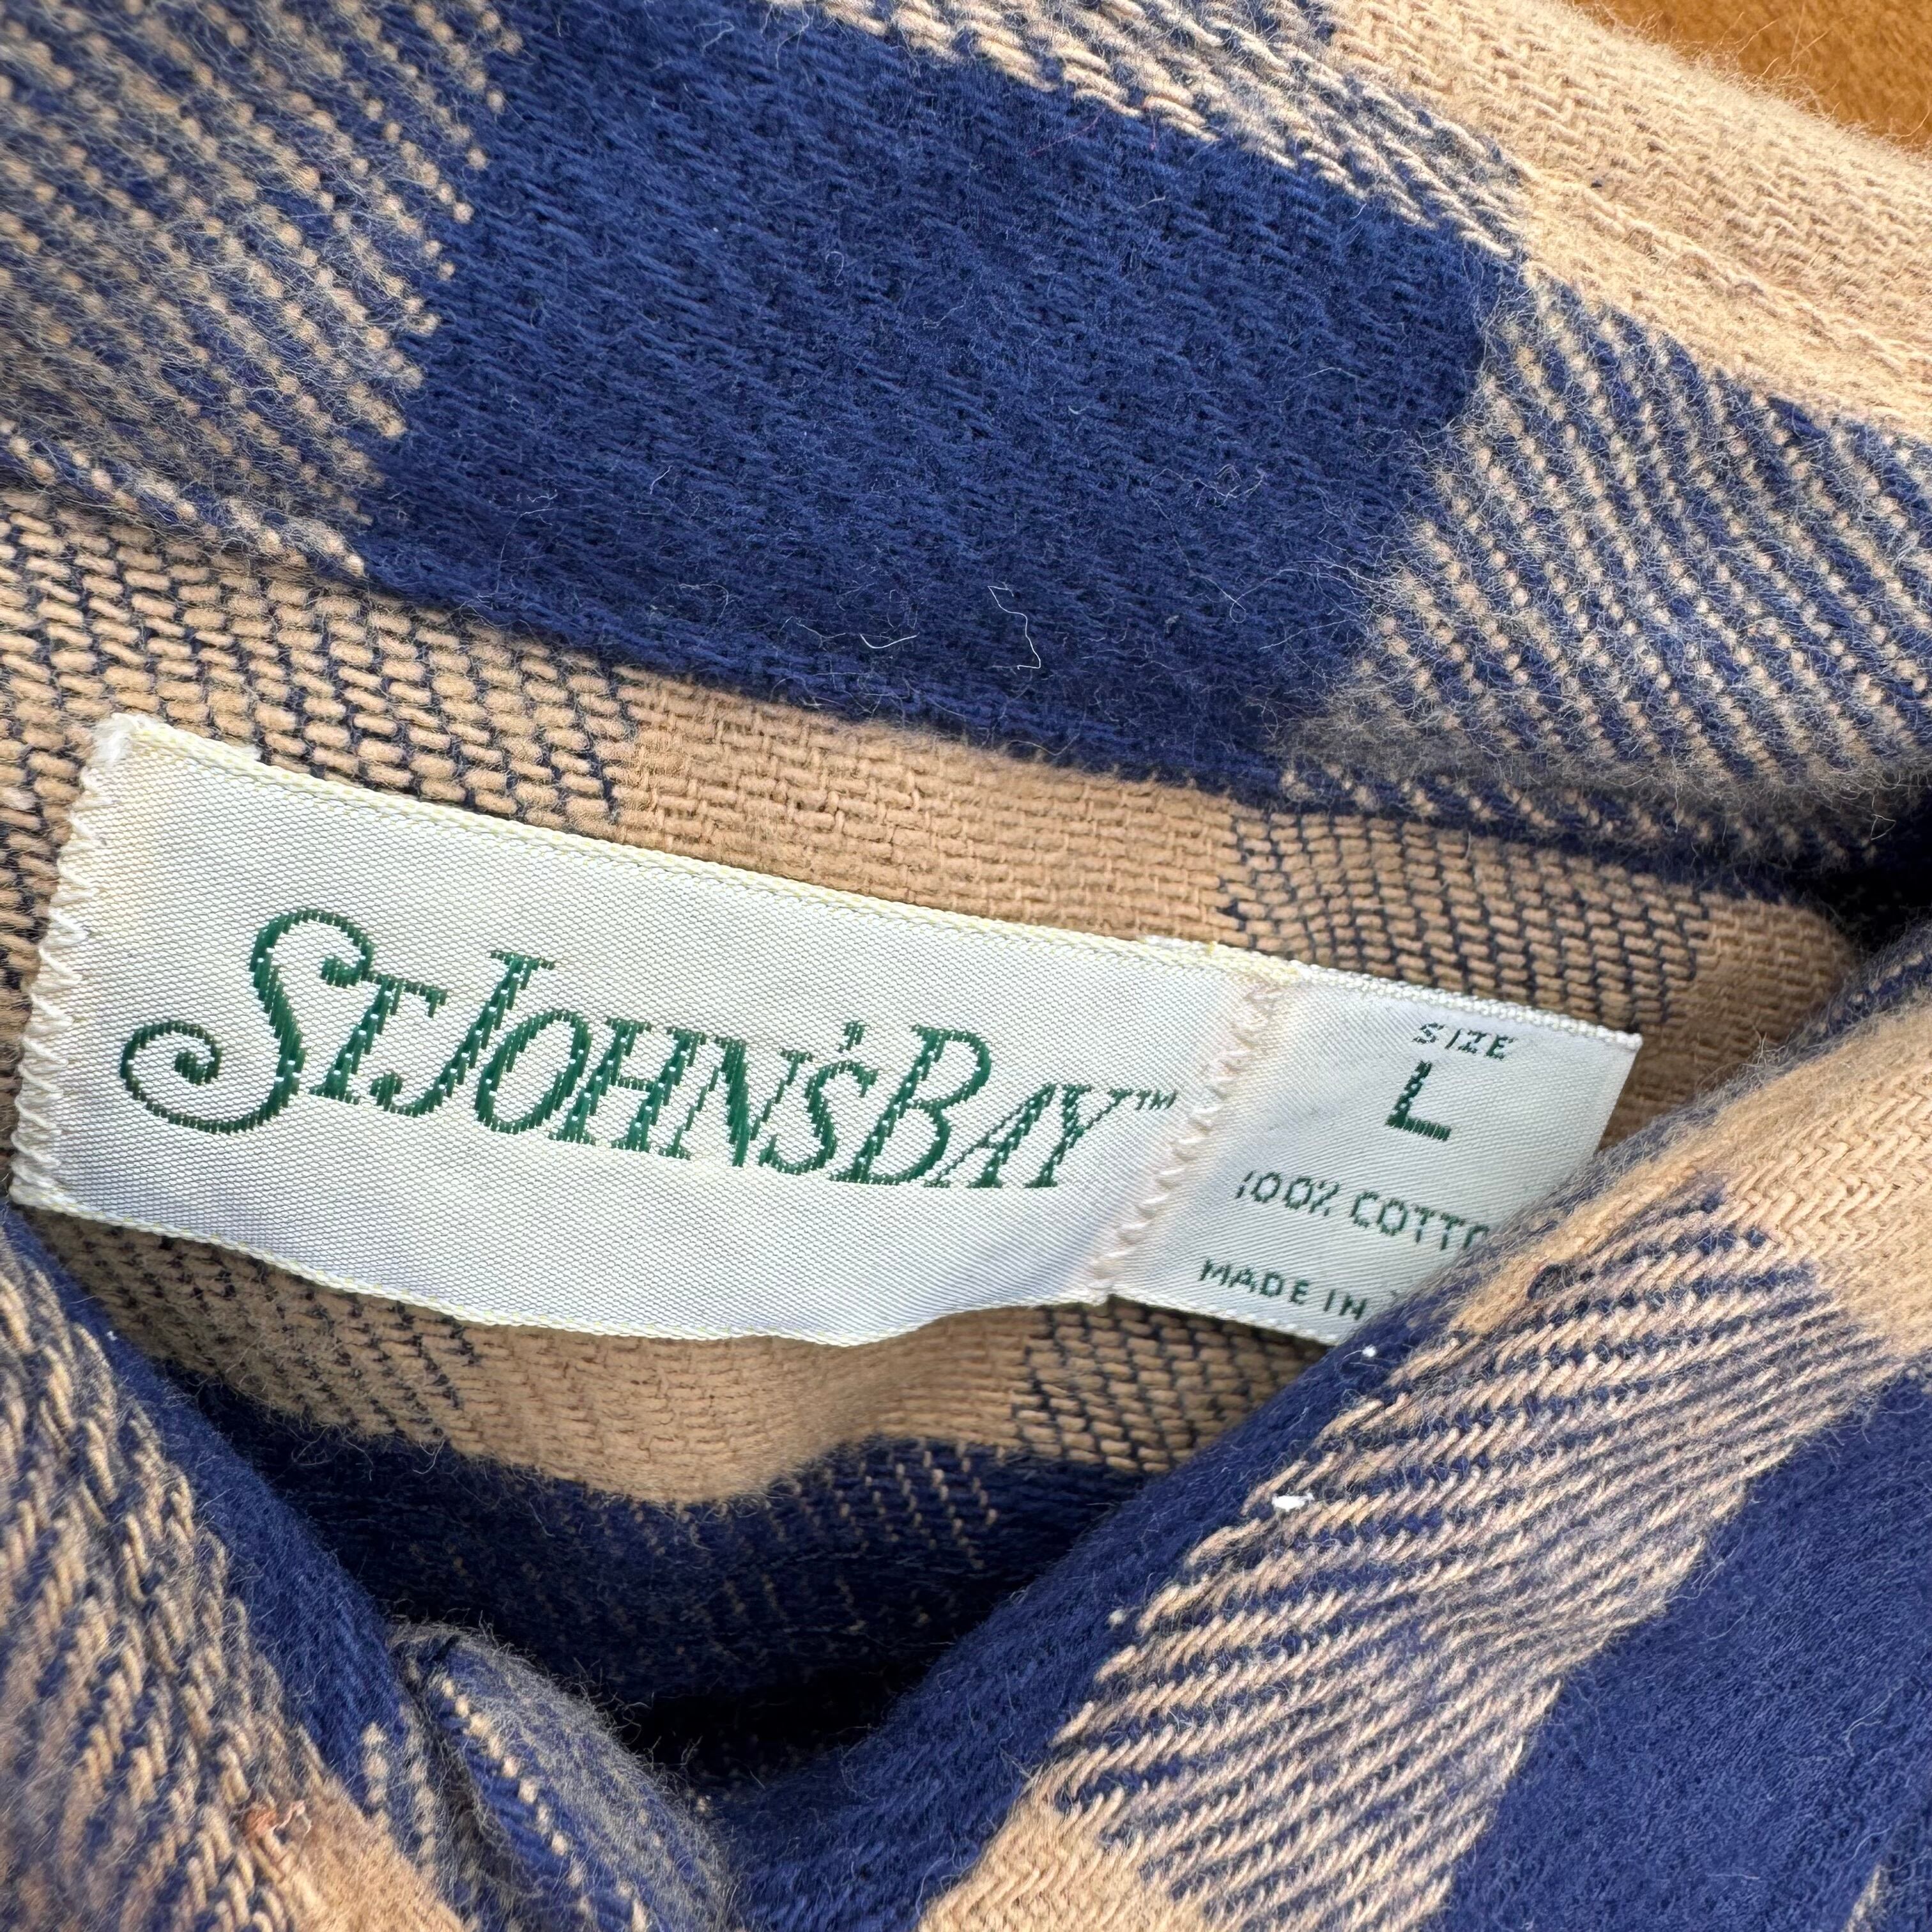 ST. JOHN'S BAY™
SIZE
L
100% COTTO
MADE IN